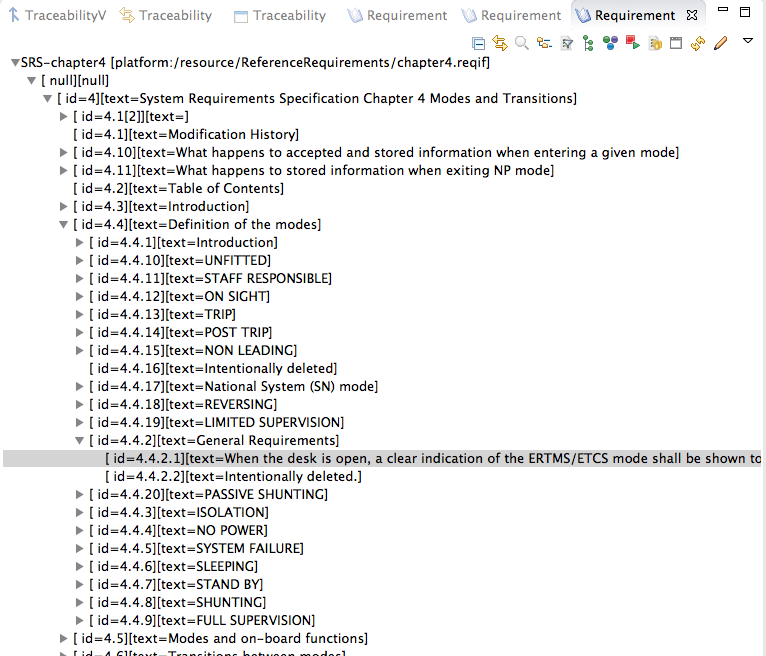 TraceabilityV Traceability Traceability Requirement Requirement Requirement
SRS-chapter4 [platform:/resource/ReferenceRequirements/chapter4.reqif]
[ null][null]
[ id=4][text=System Requirements Specification Chapter 4 Modes and Transitions]
[ id=4.1[2]][text=]
[ id=4.1][text=Modification History]
[ id=4.10][text=What happens to accepted and stored information when entering a given mode]
[ id=4.11][text=What happens to stored information when exiting NP mode]
[ id=4.2][text=Table of Contents]
[ id=4.3][text=Introduction]
[ id=4.4][text=Definition of the modes]
[ id=4.4.1][text=Introduction]
[ id=4.4.10][text=UNFITTED]
[ id=4.4.11][text=STAFF RESPONSIBLE]
[ id=4.4.12][text=ON SIGHT]
[ id=4.4.13][text=TRIP]
[ id=4.4.14][text=POST TRIP]
[ id=4.4.15][text=NON LEADING]
[ id=4.4.16][text=Intentionally deleted]
[ id=4.4.17][text=National System (SN) mode]
[ id=4.4.18][text=REVERSING]
[ id=4.4.19][text=LIMITED SUPERVISION]
[ id=4.4.2][text=General Requirements]
[ id=4.4.2.1][text=When the desk is open, a clear indication of the ERTMS/ETCS mode shall be shown to
[ id=4.4.2.2][text=Intentionally deleted.]
[ id=4.4.20][text=PASSIVE SHUNTING]
[ id=4.4.3][text=ISOLATION]
[ id=4.4.4][text=NO POWER]
[ id=4.4.5][text=SYSTEM FAILURE]
[ id=4.4.6][text=SLEEPING]
[ id=4.4.7][text=STAND BY]
[ id=4.4.8][text=SHUNTING]
[ id=4.4.9][text=FULL SUPERVISION]
[ id=4.5][text=Modes and on-board functions]
[ id=4.6][text=Transitions between modes]